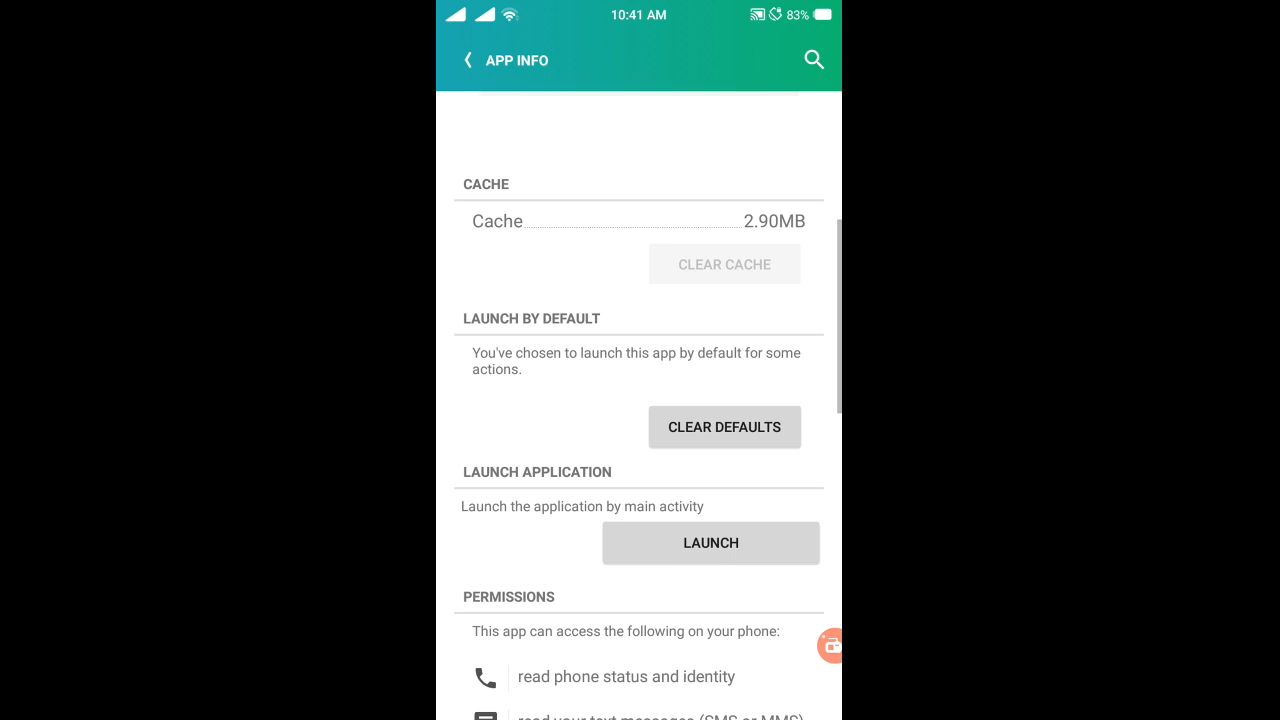 10:41 AM
83%
APP INFO
CACHE
Cache 2.90MB
CLEAR CACHE
LAUNCH BY DEFAULT
You've chosen to launch this app by default for some
actions.
CLEAR DEFAULTS
LAUNCH APPLICATION
Launch the application by main activity
LAUNCH
PERMISSIONS
This app can access the following on your phone:
read phone status and identity
read your text messages (SMS or MMS)